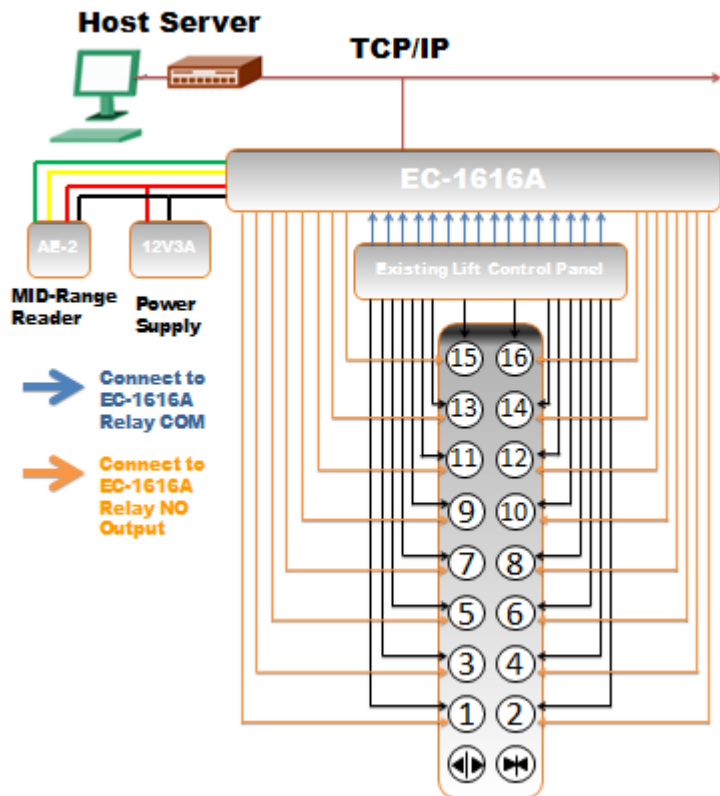 Host Server
TCP/IP
EC-1616A
AE-2
12V3A
Existing Lift Control Panel
MID-Range
Reader
Power
Supply
15 16
13 14
11 12
9 10
7 8
5 6
3 4
1 2
Connect to
EC-1616A
Relay COM
Connect to
EC-1616A
Relay NO
Output